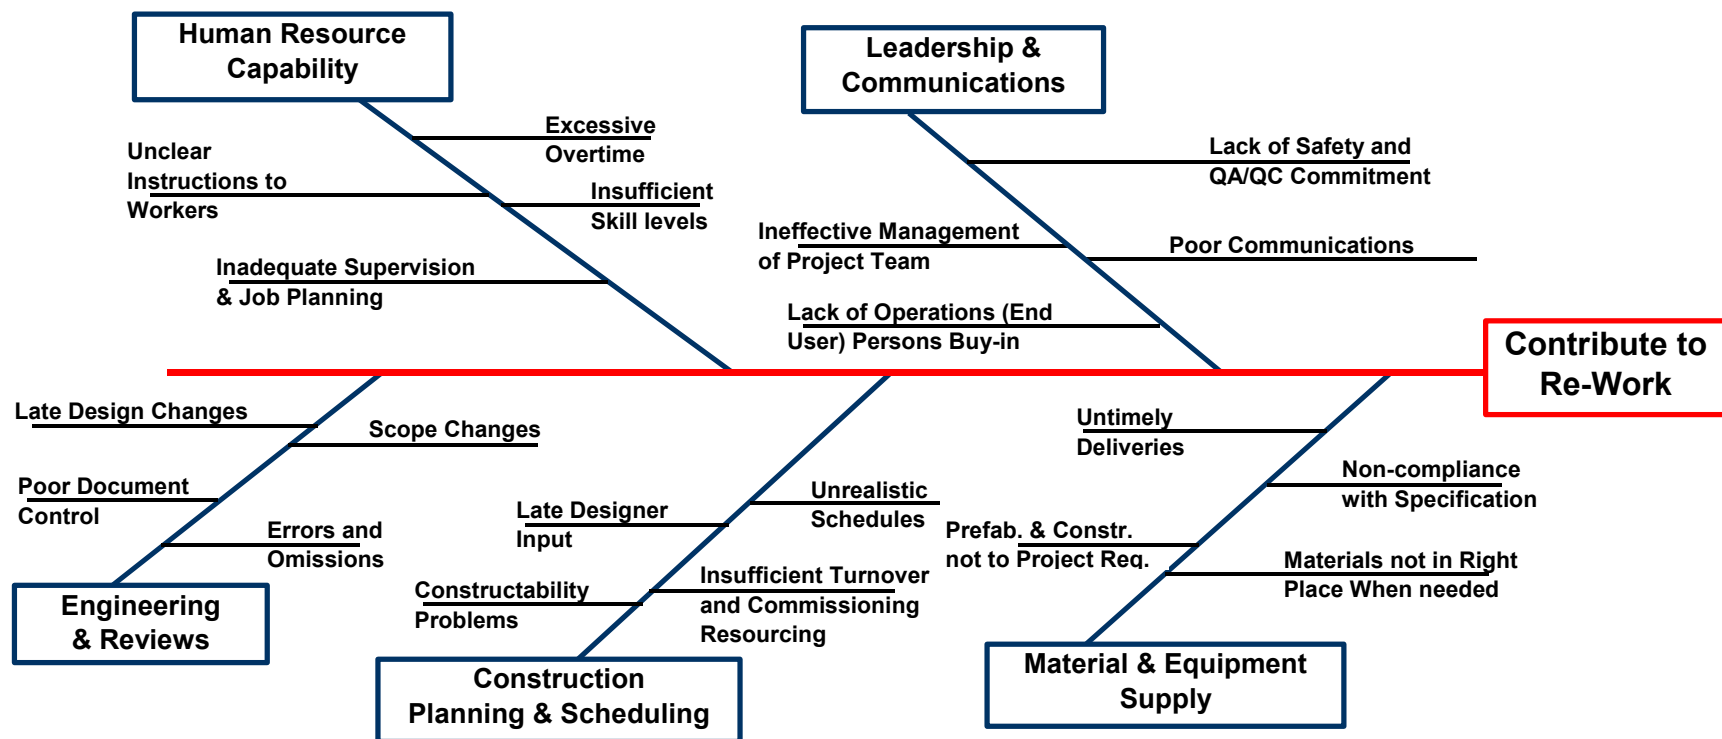 Human Resource
Capability
Leadership &
Communications
Excessive
Overtime
Unclear
Instructions to
Workers
Insufficient
Skill levels
Inadequate Supervision
& Job Planning
Lack of Safety and
QA/QC Commitment
Ineffective Management
of Project Team
Poor Communications
Lack of Operations (End
User) Persons Buy-in
Contribute to
Re-Work
Late Design Changes
Scope Changes
Poor Document
Control
Errors and
Omissions
Engineering
& Reviews
Late Designer
Input
Unrealistic
Schedules
Constructability
Problems
Insufficient Turnover
and Commissioning
Resourcing
Construction
Planning & Scheduling
Untimely
Deliveries
Non-compliance
with Specification
Prefab. & Constr.
not to Project Req.
Materials not in Right
Place When needed
Material & Equipment
Supply